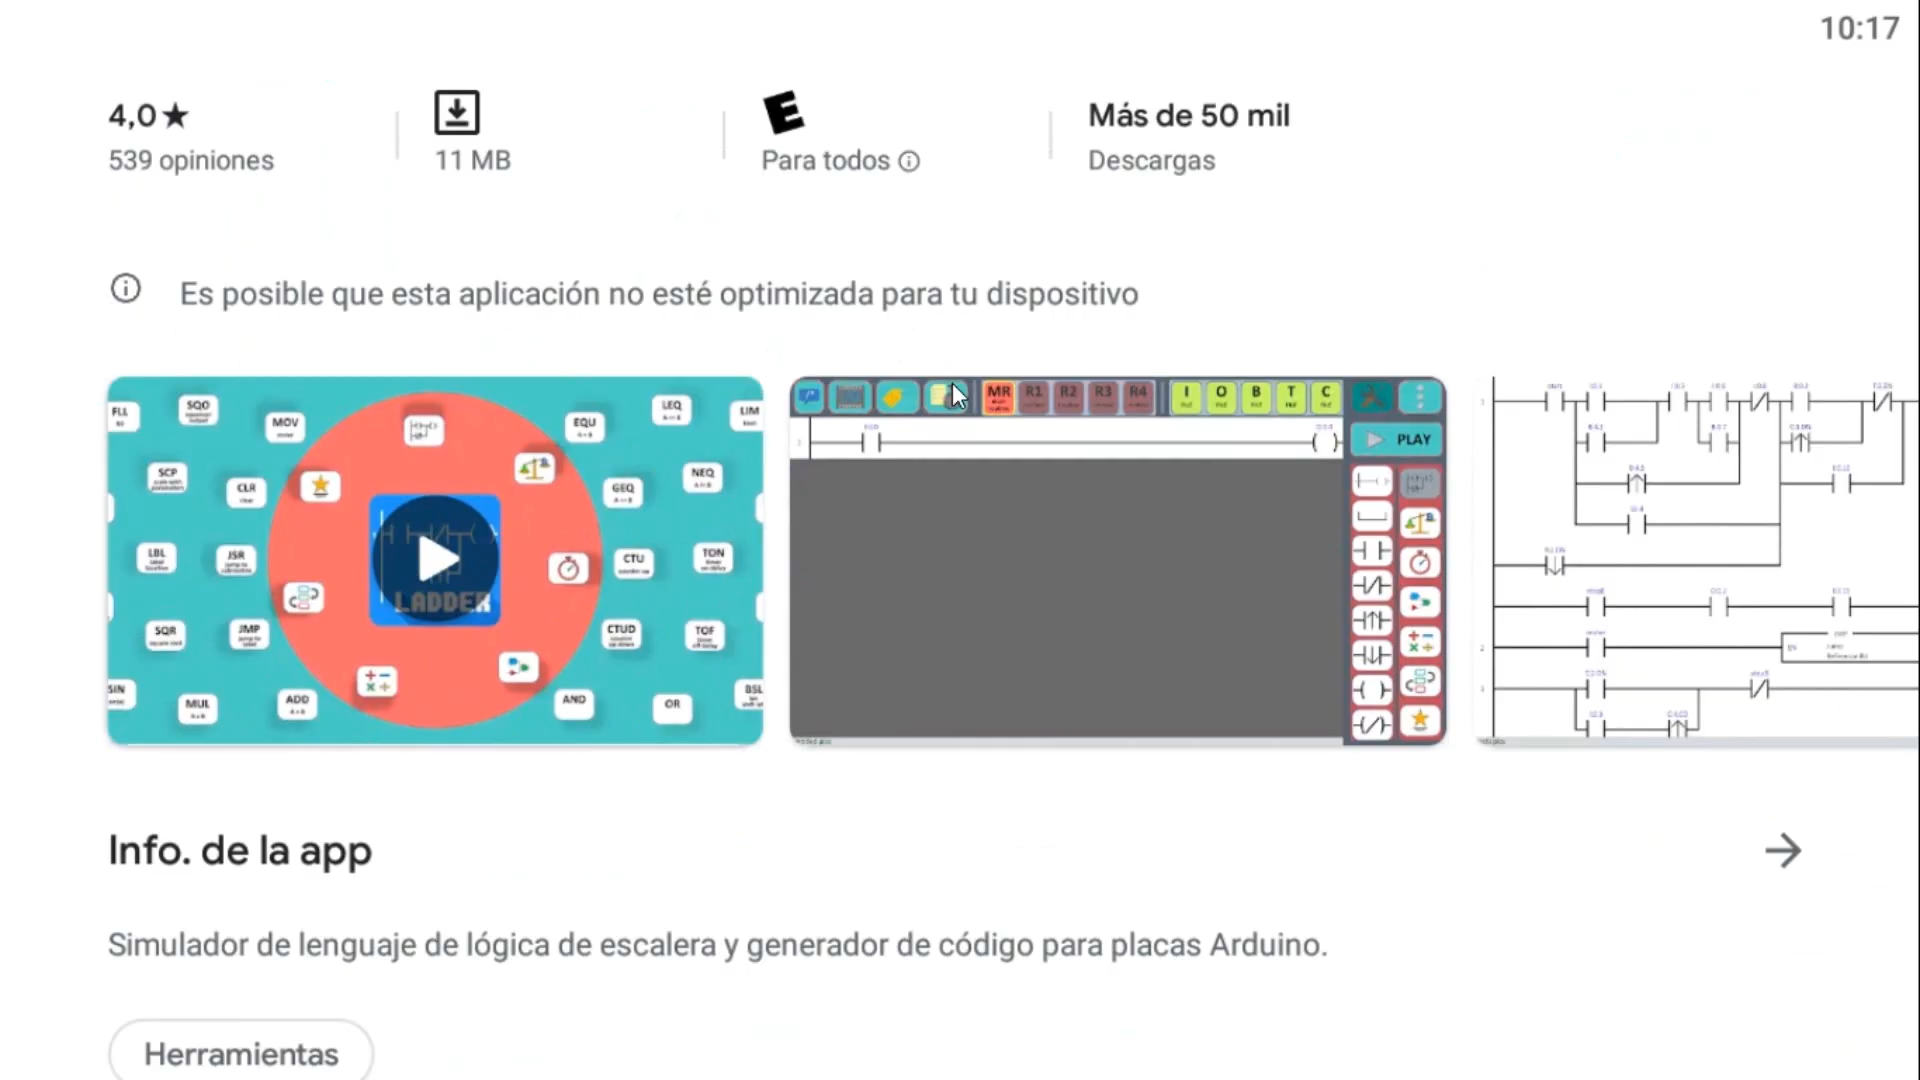 10:17
4,0★
539 opiniones
11 MB
E
Para todos
Más de 50 mil
Descargas
Es posible que esta aplicación no esté optimizada para tu dispositivo
FLL
SQO
MOV
EQU
LEQ
LIM
SCP
CLR
GEQ
NEQ
LBL
JSR
LADDER
CTU
TON
SQR
JMP
CTUD
TOF
SIN
MUL
ADD
AND
OR
BSL
MR R1 R2 R3 R4 I O B T C
PLAY
Info. de la app
Simulador de lenguaje de lógica de escalera y generador de código para placas Arduino.
Herramientas